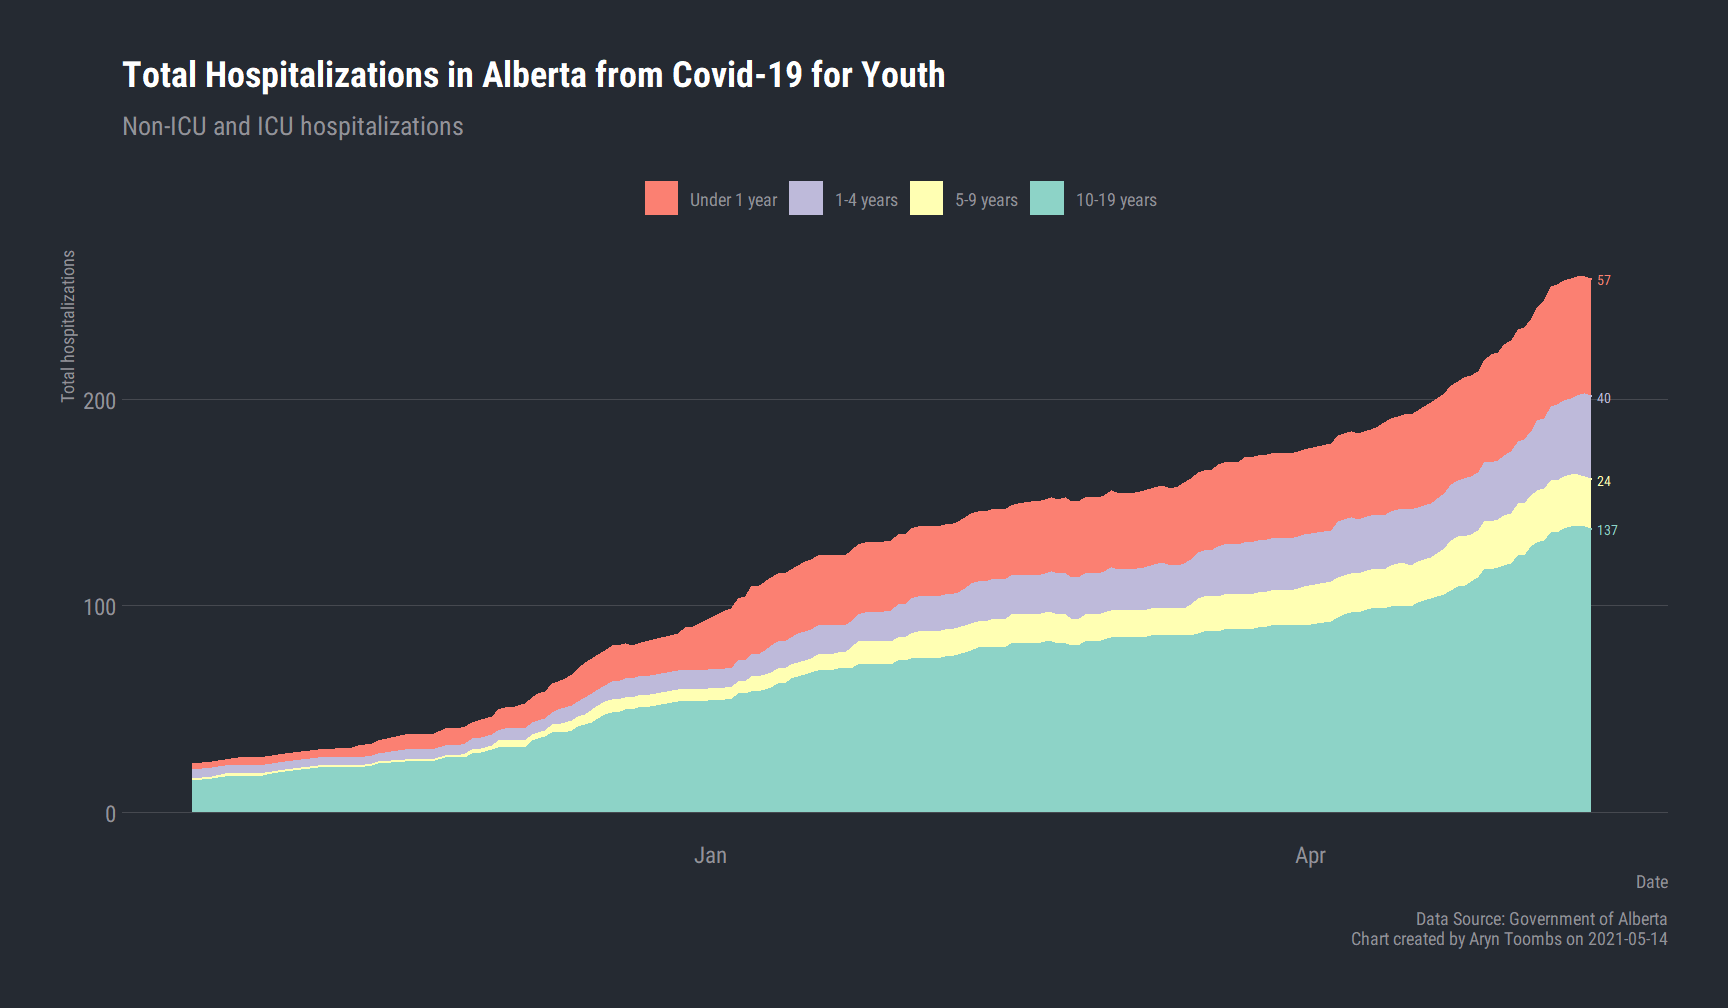 Total Hospitalizations in Alberta from Covid-19 for Youth
Non-ICU and ICU hospitalizations
Under 1 year 1-4 years 5-9 years 10-19 years
Total hospitalizations
57
200
40
24
137
100
0
Jan Apr
Date
Data Source: Government of Alberta
Chart created by Aryn Toombs on 2021-05-14